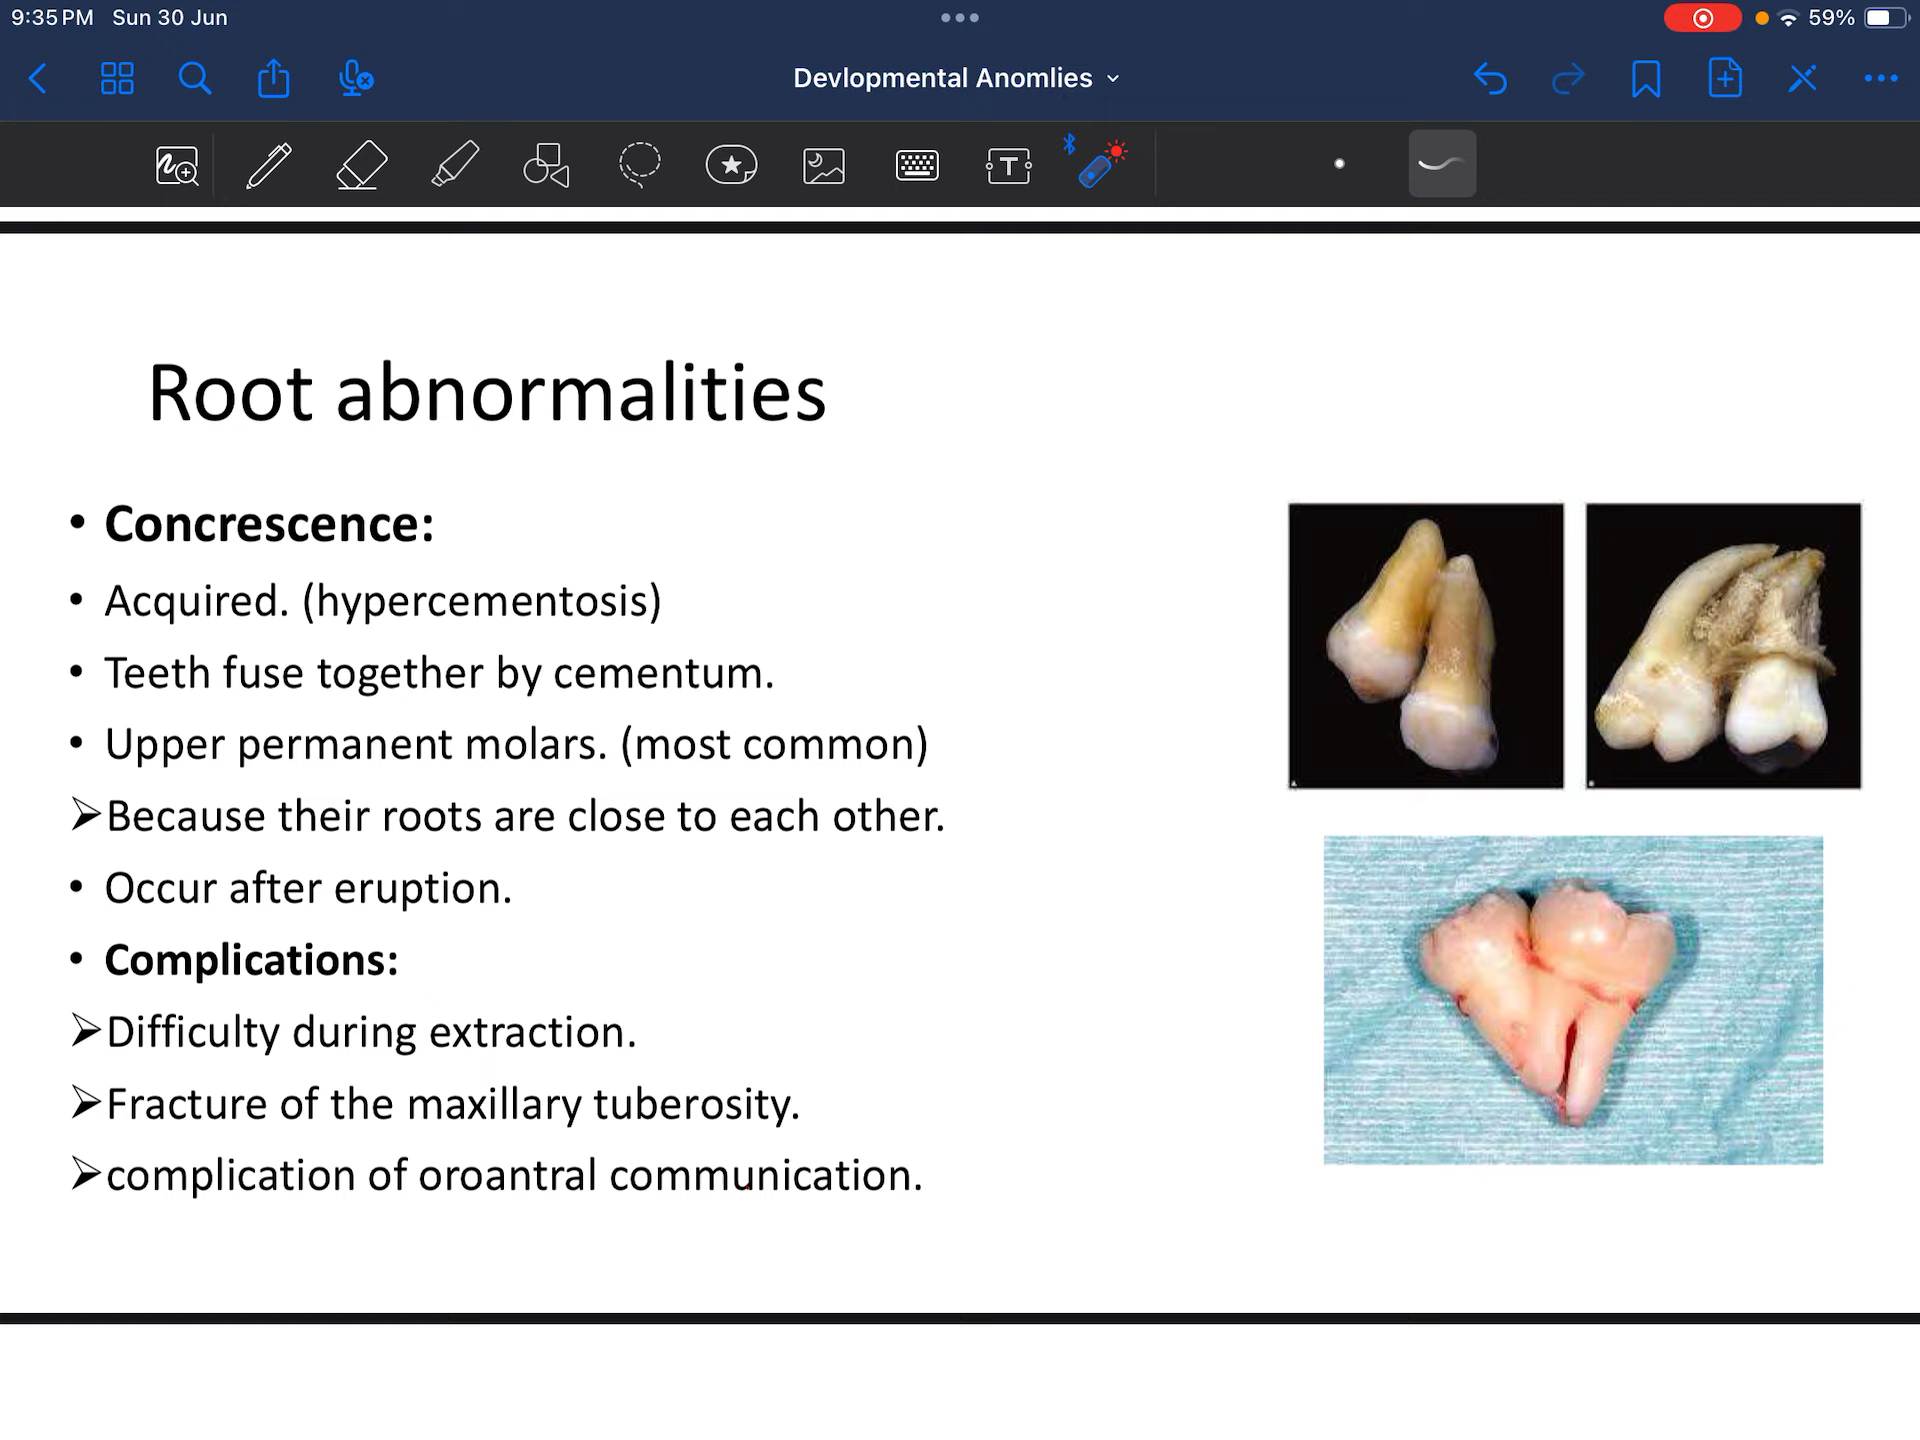 9:35 PM Sun 30 Jun
59%
Devlopmental Anomlies
T
Root abnormalities
• Concrescence:
• Acquired. (hypercementosis)
• Teeth fuse together by cementum.
• Upper permanent molars. (most common)
➢Because their roots are close to each other.
• Occur after eruption.
• Complications:
➢Difficulty during extraction.
➢Fracture of the maxillary tuberosity.
➢complication of oroantral communication.